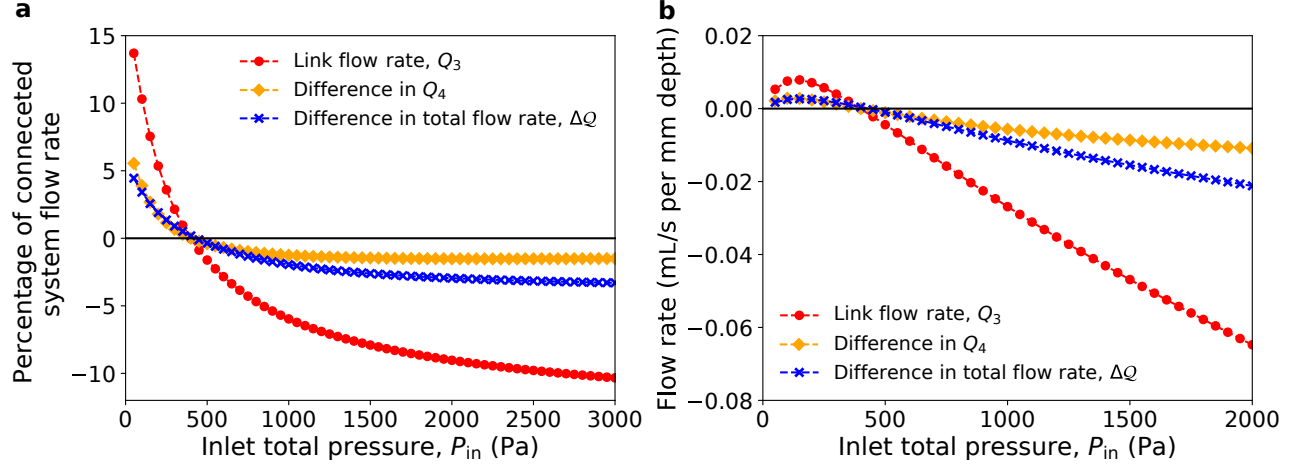 a
Percentage of conneceted
system flow rate
15
10
5
0
−5
−10
Link flow rate, Q3
Difference in Q4
Difference in total flow rate, ΔQ
0
500
1000
1500
2000
2500
3000
Inlet total pressure, Pin (Pa)
b
Flow rate (mL/s per mm depth)
0.02
0.00
−0.02
−0.04
−0.06
−0.08
Link flow rate, Q3
Difference in Q4
Difference in total flow rate, ΔQ
0
500
1000
1500
2000
Inlet total pressure, Pin (Pa)